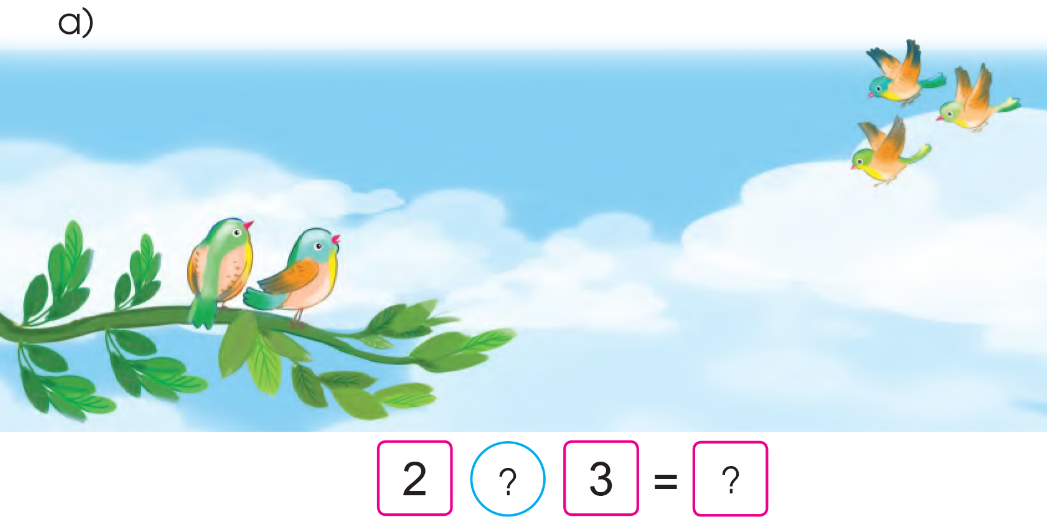 a)
2 ? 3 = ?